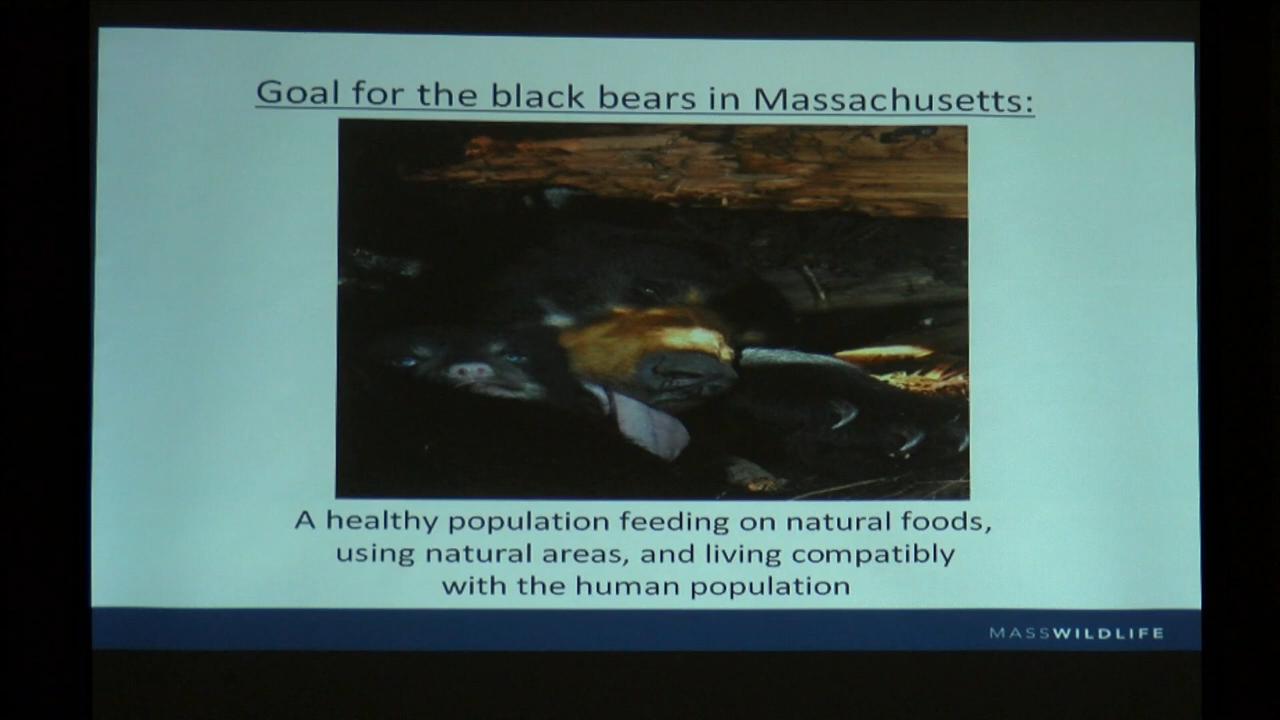 Goal for the black bears in Massachusetts:
A healthy population feeding on natural foods,
using natural areas, and living compatibly
with the human population
MASSWILDLIFE